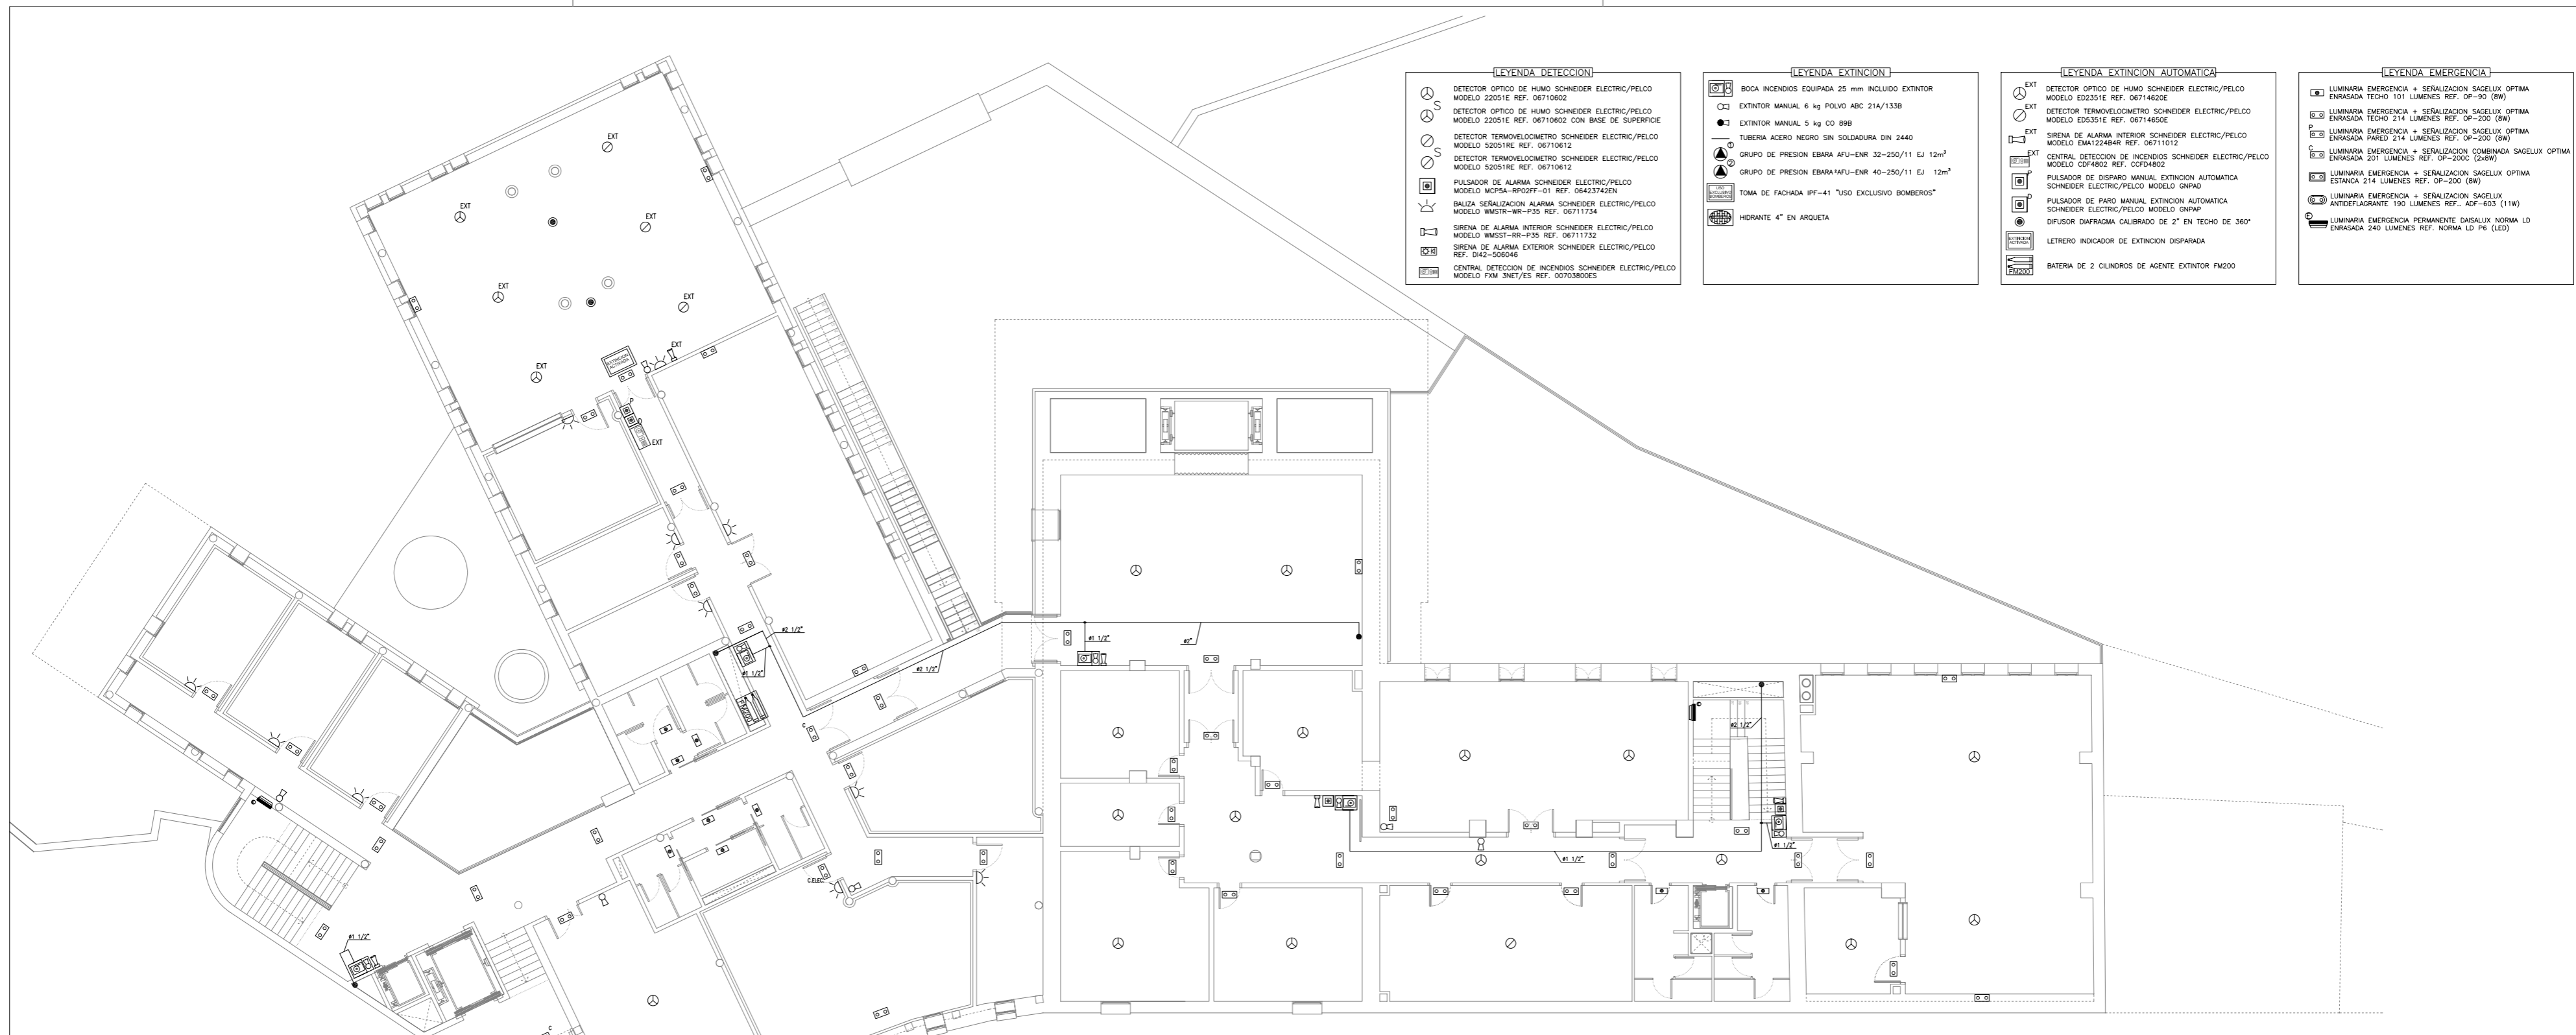 LEYENDA DETECCION
DETECTOR OPTICO DE HUMO SCHNEIDER ELECTRIC/PELCO
MODELO 22051E REF. 06710602
S
DETECTOR OPTICO DE HUMO SCHNEIDER ELECTRIC/PELCO
MODELO 22051E REF. 06710602 CON BASE DE SUPERFICIE
DETECTOR TERMOVELOCIMETRO SCHNEIDER ELECTRIC/PELCO
MODELO 52051RE REF. 06710612
S
DETECTOR TERMOVELOCIMETRO SCHNEIDER ELECTRIC/PELCO
MODELO 52051RE REF. 06710612
PULSADOR DE ALARMA SCHNEIDER ELECTRIC/PELCO
MODELO MCP5A-RP02FF-01 REF. 06423742EN
BALIZA SEÑALIZACION ALARMA SCHNEIDER ELECTRIC/PELCO
MODELO WMSTR-WR-P35 REF. 06711734
SIRENA DE ALARMA INTERIOR SCHNEIDER ELECTRIC/PELCO
MODELO WMSST-RR-P35 REF. 06711732
SIRENA DE ALARMA EXTERIOR SCHNEIDER ELECTRIC/PELCO
REF. DI42-506046
CENTRAL DETECCION DE INCENDIOS SCHNEIDER ELECTRIC/PELCO
MODELO FXM 3NET/ES REF. 00703800ES
LEYENDA EXTINCION
BOCA INCENDIOS EQUIPADA 25 mm INCLUIDO EXTINTOR
EXTINTOR MANUAL 6 kg POLVO ABC 21A/133B
EXTINTOR MANUAL 5 kg CO 89B
TUBERIA ACERO NEGRO SIN SOLDADURA DIN 2440
1
GRUPO DE PRESION EBARA AFU-ENR 32-250/11 EJ 12m³
2
GRUPO DE PRESION EBARA AFU-ENR 40-250/11 EJ 12m³
USO EXCLUSIVO BOMBEROS
TOMA DE FACHADA IPF-41 "USO EXCLUSIVO BOMBEROS"
HIDRANTE 4" EN ARQUETA
LEYENDA EXTINCION AUTOMATICA
EXT
DETECTOR OPTICO DE HUMO SCHNEIDER ELECTRIC/PELCO
MODELO ED2351E REF. 06714620E
EXT
DETECTOR TERMOVELOCIMETRO SCHNEIDER ELECTRIC/PELCO
MODELO ED5351E REF. 06714650E
EXT
SIRENA DE ALARMA INTERIOR SCHNEIDER ELECTRIC/PELCO
MODELO EMA1224B4R REF. 06711012
EXT
CENTRAL DETECCION DE INCENDIOS SCHNEIDER ELECTRIC/PELCO
MODELO CDF4802 REF. CCFD4802
P
PULSADOR DE DISPARO MANUAL EXTINCION AUTOMATICA
SCHNEIDER ELECTRIC/PELCO MODELO GNPAD
D
PULSADOR DE PARO MANUAL EXTINCION AUTOMATICA
SCHNEIDER ELECTRIC/PELCO MODELO GNPAP
DIFUSOR DIAFRAGMA CALIBRADO DE 2" EN TECHO DE 360°
EXTINCION ACTIVADA
LETRERO INDICADOR DE EXTINCION DISPARADA
FM200
BATERIA DE 2 CILINDROS DE AGENTE EXTINTOR FM200
LEYENDA EMERGENCIA
LUMINARIA EMERGENCIA + SEÑALIZACION SAGELUX OPTIMA
ENRASADA TECHO 101 LUMENES REF. OP-90 (8W)
LUMINARIA EMERGENCIA + SEÑALIZACION SAGELUX OPTIMA
ENRASADA TECHO 214 LUMENES REF. OP-200 (8W)
P
LUMINARIA EMERGENCIA + SEÑALIZACION SAGELUX OPTIMA
ENRASADA PARED 214 LUMENES REF. OP-200 (8W)
C
LUMINARIA EMERGENCIA + SEÑALIZACION COMBINADA SAGELUX OPTIMA
ENRASADA 201 LUMENES REF. OP-200C (2x8W)
LUMINARIA EMERGENCIA + SEÑALIZACION SAGELUX OPTIMA
ESTANCA 214 LUMENES REF. OP-200 (8W)
LUMINARIA EMERGENCIA + SEÑALIZACION SAGELUX
ANTIDEFLAGRANTE 190 LUMENES REF.. ADF-603 (11W)
LUMINARIA EMERGENCIA PERMANENTE DAISALUX NORMA LD
ENRASADA 240 LUMENES REF. NORMA LD P6 (LED)
EXT
EXT
EXT
EXT
EXT
EXT
EXTINCION
ACTIVADA
EXT
P
EXT
ø2 1/2"
ø1 1/2"
ø2 1/2"
FM200
C
ø1 1/2"
ø2"
ø2 1/2"
ø1 1/2"
ø1 1/2"
C.ELEC.
ø1 1/2"
C